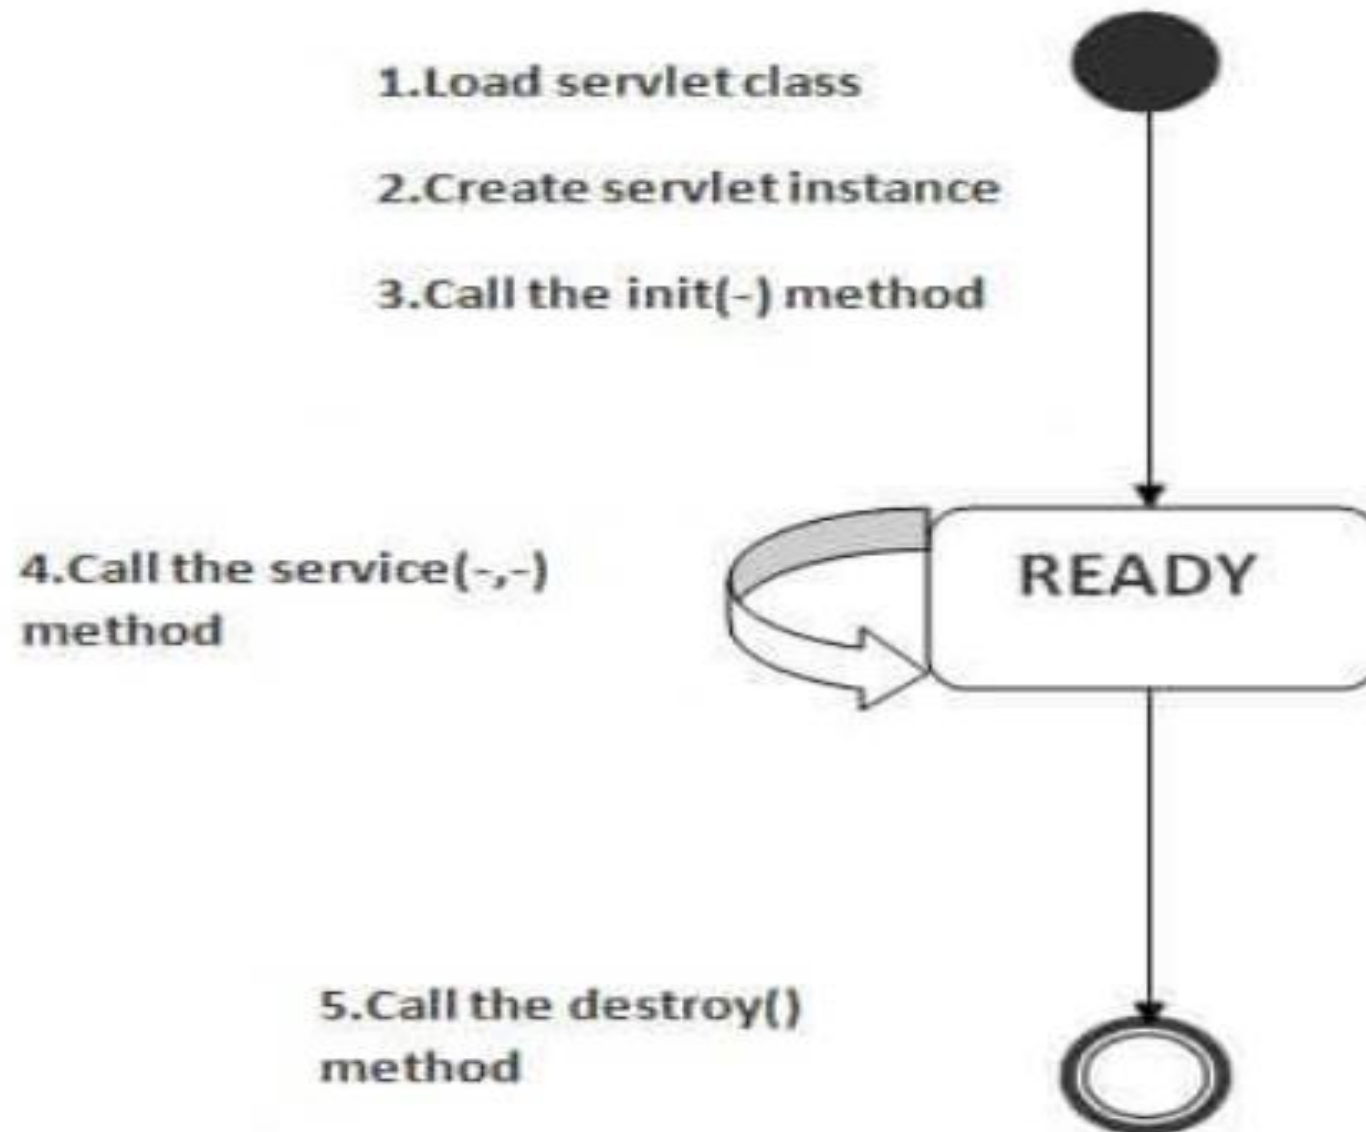 1.Load servlet class
2.Create servlet instance
3.Call the init(-) method
4.Call the service(-,-)
method
READY
5.Call the destroy()
method